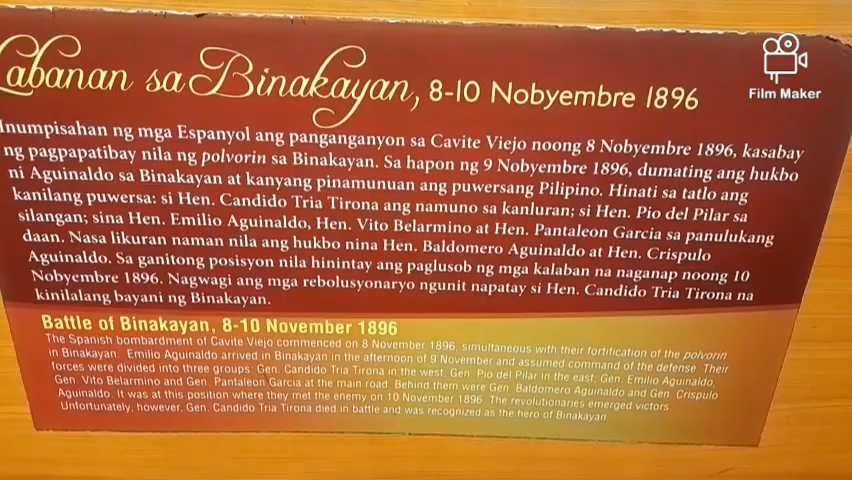 Labanan sa Binakayan, 8-10 Nobyembre 1896
Film Maker
Inumpisahan ng mga Espanyol ang panganganyon sa Cavite Viejo noong 8 Nobyembre 1896, kasabay
ng pagpapatibay nila ng polvorin sa Binakayan. Sa hapon ng 9 Nobyembre 1896, dumating ang hukbo
ni Aguinaldo sa Binakayan at kanyang pinamunuan ang puwersang Pilipino. Hinati sa tatlo ang
kanilang puwersa: si Hen. Candido Tria Tirona ang namuno sa kanluran; si Hen. Pio del Pilar sa
silangan; sina Hen. Emilio Aguinaldo, Hen. Vito Belarmino at Hen. Pantaleon Garcia sa panulukang
daan. Nasa likuran naman nila ang hukbo nina Hen. Baldomero Aguinaldo at Hen. Crispulo
Aguinaldo. Sa ganitong posisyon nila hinintay ang paglusob ng mga kalaban na naganap noong 10
Nobyembre 1896. Nagwagi ang mga rebolusyonaryo ngunit napatay si Hen. Candido Tria Tirona na
kinilalang bayani ng Binakayan.
Battle of Binakayan, 8-10 November 1896
The Spanish bombardment of Cavite Viejo commenced on 8 November 1896, simultaneous with their fortification of the polvorin
in Binakayan. Emilio Aguinaldo arrived in Binakayan in the afternoon of 9 November and assumed command of the defense. Their
forces were divided into three groups: Gen. Candido Tria Tirona in the west; Gen. Pio del Pilar in the east; Gen. Emilio Aguinaldo,
Gen. Vito Belarmino and Gen. Pantaleon Garcia at the main road. Behind them were Gen. Baldomero Aguinaldo and Gen. Crispulo
Aguinaldo. It was at this position where they met the enemy on 10 November 1896. The revolutionaries emerged victors.
Unfortunately, however, Gen. Candido Tria Tirona died in battle and was recognized as the hero of Binakayan.